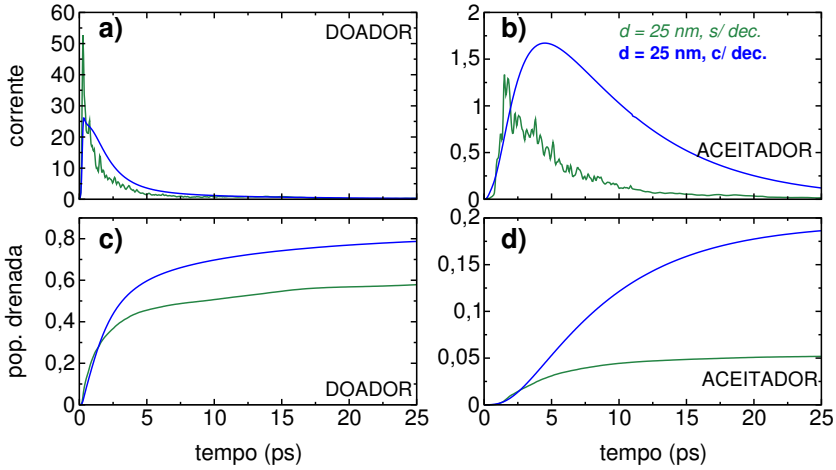 a)
DOADOR
60
50
40
30
20
10
0
corrente
b)
d = 25 nm, s/ dec.
d = 25 nm, c/ dec.
2
1,5
1
0,5
0
ACEITADOR
c)
0,8
0,6
0,4
0,2
0
pop. drenada
DOADOR
0 5 10 15 20 25
tempo (ps)
d)
0,2
0,15
0,1
0,05
0
ACEITADOR
0 5 10 15 20 25
tempo (ps)